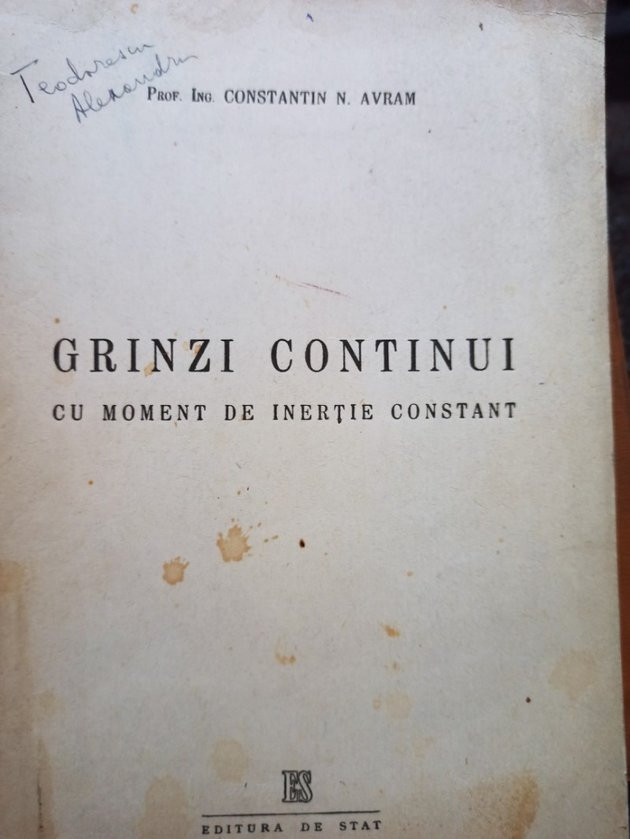 Teodorescu
Alexandru
PROF. ING. CONSTANTIN N. AVRAM
GRINZI CONTINUI
CU MOMENT DE INERȚIE CONSTANT
ES
EDITURA DE STAT